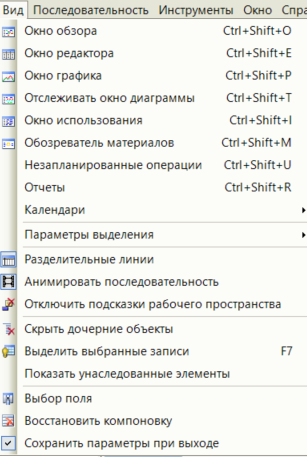 Вид Последовательность Инструменты Окно
Окно обзора Ctrl+Shift+O
Окно редактора Ctrl+Shift+E
Окно графика Ctrl+Shift+P
Отслеживать окно диаграммы Ctrl+Shift+T
Окно использования Ctrl+Shift+I
Обозреватель материалов Ctrl+Shift+M
Незапланированные операции Ctrl+Shift+U
Отчеты Ctrl+Shift+R
Календари
Параметры выделения
Разделительные линии
Анимировать последовательность
Отключить подсказки рабочего пространства
Скрыть дочерние объекты
Выделить выбранные записи F7
Показать унаследованные элементы
Выбор поля
Восстановить компоновку
Сохранить параметры при выходе